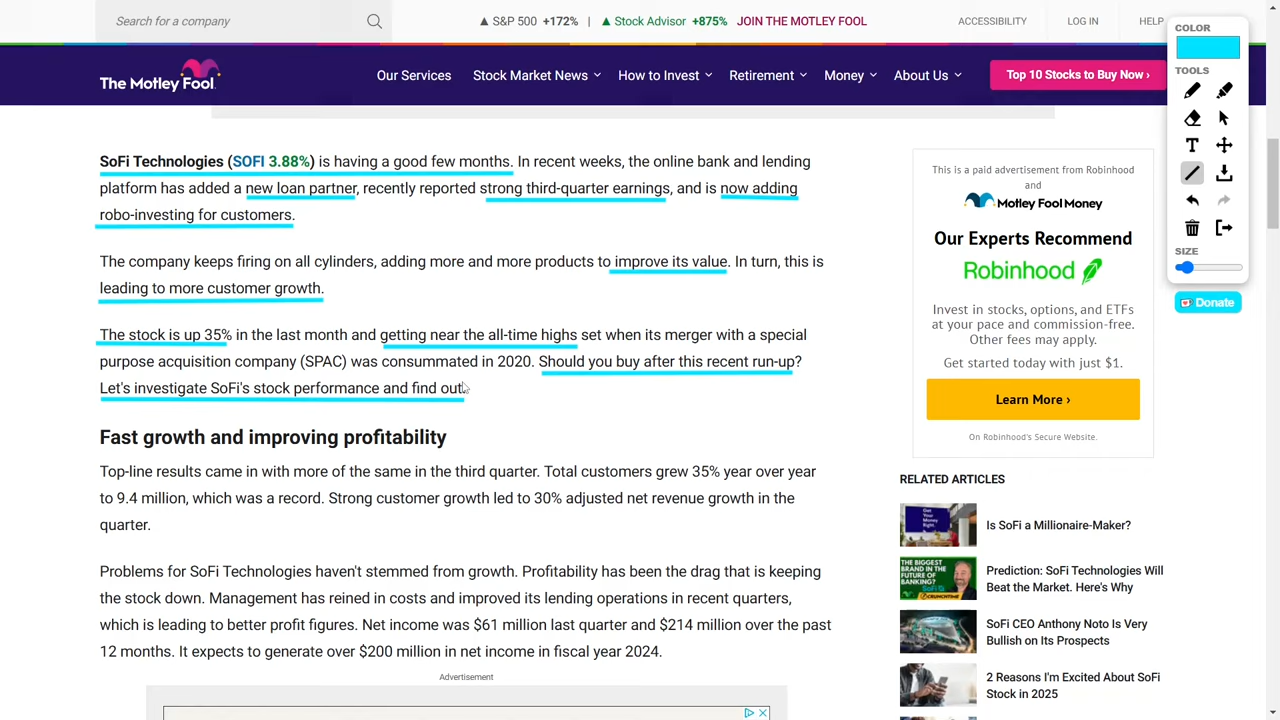 Search for a company
▲ S&P 500 +172% | ▲ Stock Advisor +875% JOIN THE MOTLEY FOOL
ACCESSIBILITY LOG IN HELP
The Motley Fool
Our Services Stock Market News How to Invest Retirement Money About Us Top 10 Stocks to Buy Now ›
COLOR
TOOLS
T
SIZE
Donate
SoFi Technologies (SOFI 3.88%) is having a good few months. In recent weeks, the online bank and lending
platform has added a new loan partner, recently reported strong third-quarter earnings, and is now adding
robo-investing for customers.
The company keeps firing on all cylinders, adding more and more products to improve its value. In turn, this is
leading to more customer growth.
The stock is up 35% in the last month and getting near the all-time highs set when its merger with a special
purpose acquisition company (SPAC) was consummated in 2020. Should you buy after this recent run-up?
Let's investigate SoFi's stock performance and find out.
Fast growth and improving profitability
Top-line results came in with more of the same in the third quarter. Total customers grew 35% year over year
to 9.4 million, which was a record. Strong customer growth led to 30% adjusted net revenue growth in the
quarter.
Problems for SoFi Technologies haven't stemmed from growth. Profitability has been the drag that is keeping
the stock down. Management has reined in costs and improved its lending operations in recent quarters,
which is leading to better profit figures. Net income was $61 million last quarter and $214 million over the past
12 months. It expects to generate over $200 million in net income in fiscal year 2024.
Advertisement
This is a paid advertisement from Robinhood
and
Motley Fool Money
Our Experts Recommend
Robinhood
Invest in stocks, options, and ETFs
at your pace and commission-free.
Other fees may apply.
Get started today with just $1.
Learn More ›
On Robinhood's Secure Website.
RELATED ARTICLES
Is SoFi a Millionaire-Maker?
THE BIGGEST
BRAND IN THE
FUTURE OF
BANKING?
Prediction: SoFi Technologies Will
Beat the Market. Here's Why
SoFi CEO Anthony Noto Is Very
Bullish on Its Prospects
2 Reasons I'm Excited About SoFi
Stock in 2025